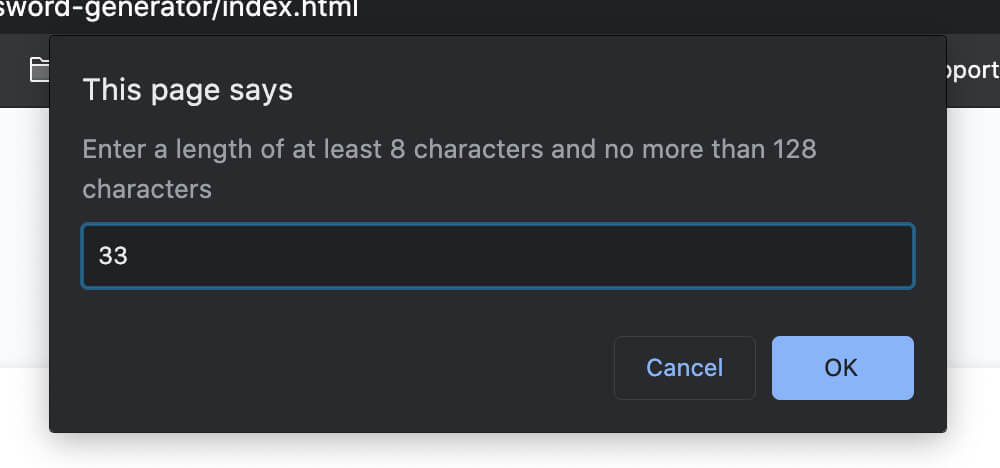 sword-generator/index.html
pport
This page says
Enter a length of at least 8 characters and no more than 128
characters
33
Cancel
OK